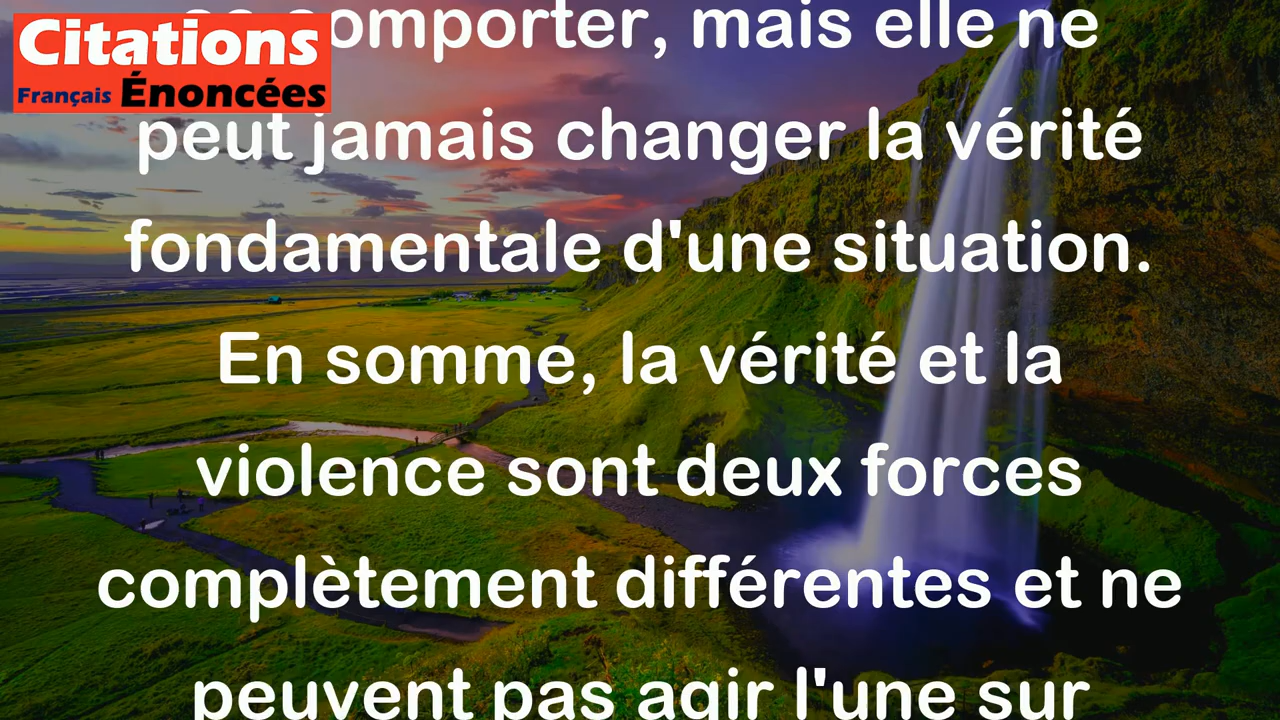 Citations
Français Énoncées
se comporter, mais elle ne
peut jamais changer la vérité
fondamentale d'une situation.
En somme, la vérité et la
violence sont deux forces
complètement différentes et ne
peuvent pas agir l'une sur